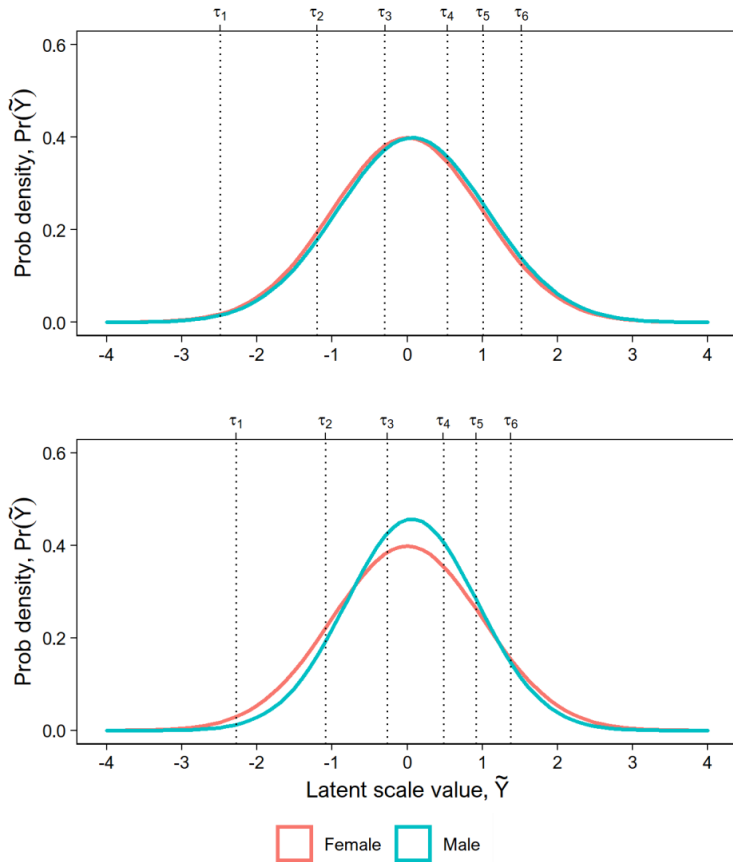 τ1 τ2 τ3 τ4 τ5 τ6
0.6
0.4
0.2
0.0
Prob density, Pr(Ỹ)
-4 -3 -2 -1 0 1 2 3 4
τ1 τ2 τ3 τ4 τ5 τ6
0.6
0.4
0.2
0.0
Prob density, Pr(Ỹ)
-4 -3 -2 -1 0 1 2 3 4
Latent scale value, Ỹ
Female Male